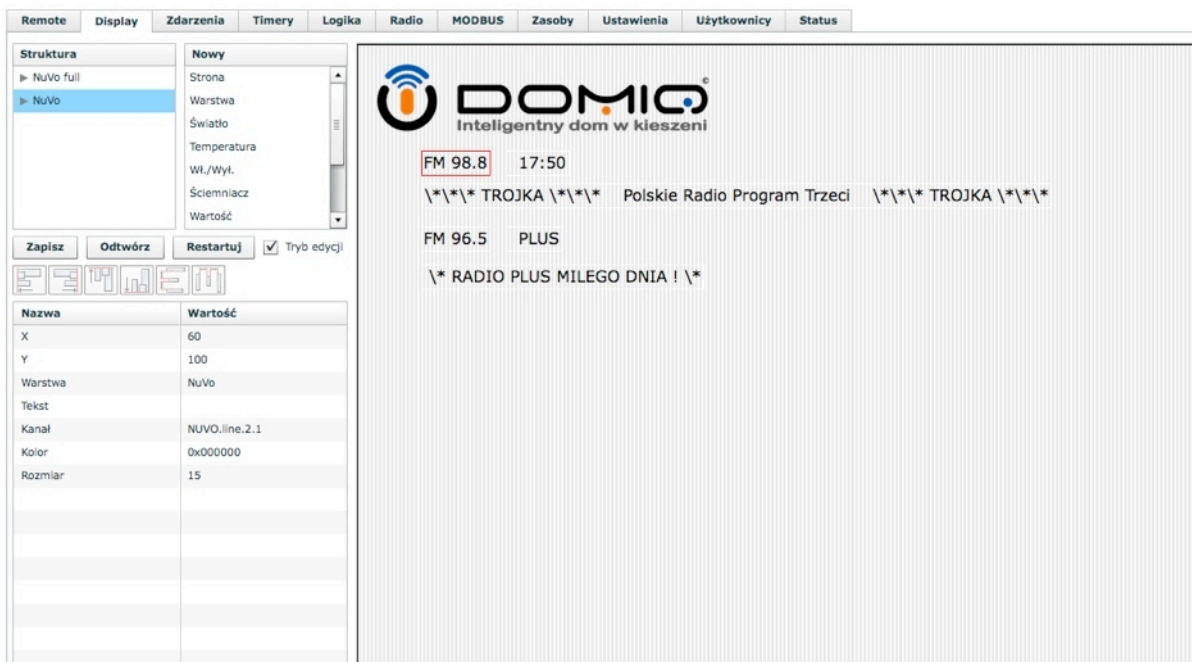 Remote Display Zdarzenia Timery Logika Radio MODBUS Zasoby Ustawienia Użytkownicy Status
Struktura
NuVo full
NuVo
Nowy
Strona
Warstwa
Światło
Temperatura
Wł./Wył.
Ściemniacz
Wartość
Zapisz Odtwórz Restartuj Tryb edycji
Nazwa Wartość
X 60
Y 100
Warstwa NuVo
Tekst
Kanał NUVO.line.2.1
Kolor 0x000000
Rozmiar 15
DOMIQ©
Inteligentny dom w kieszeni
FM 98.8 17:50
\*\*\* TROJKA \*\*\* Polskie Radio Program Trzeci \*\*\* TROJKA \*\*\*
FM 96.5 PLUS
\* RADIO PLUS MILEGO DNIA ! \*